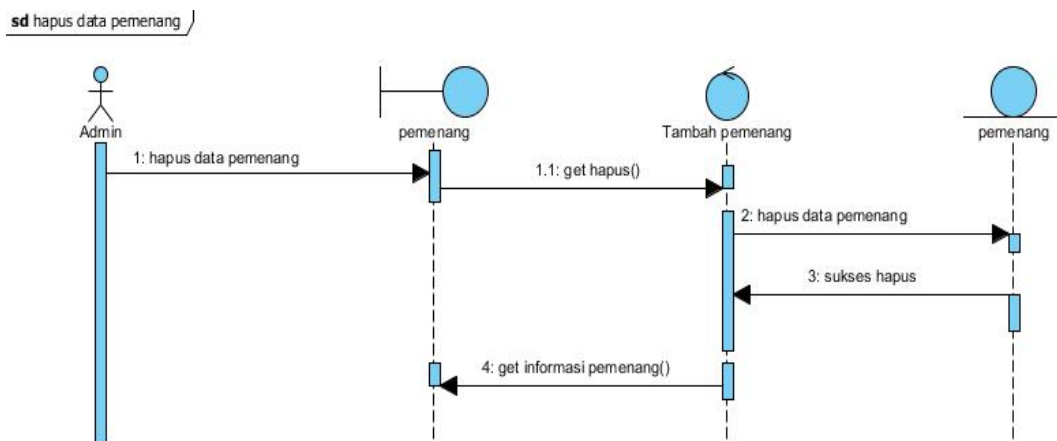 sd hapus data pemenang
Admin
pemenang
Tambah pemenang
pemenang
1: hapus data pemenang
1.1: get hapus()
2: hapus data pemenang
3: sukses hapus
4: get informasi pemenang()